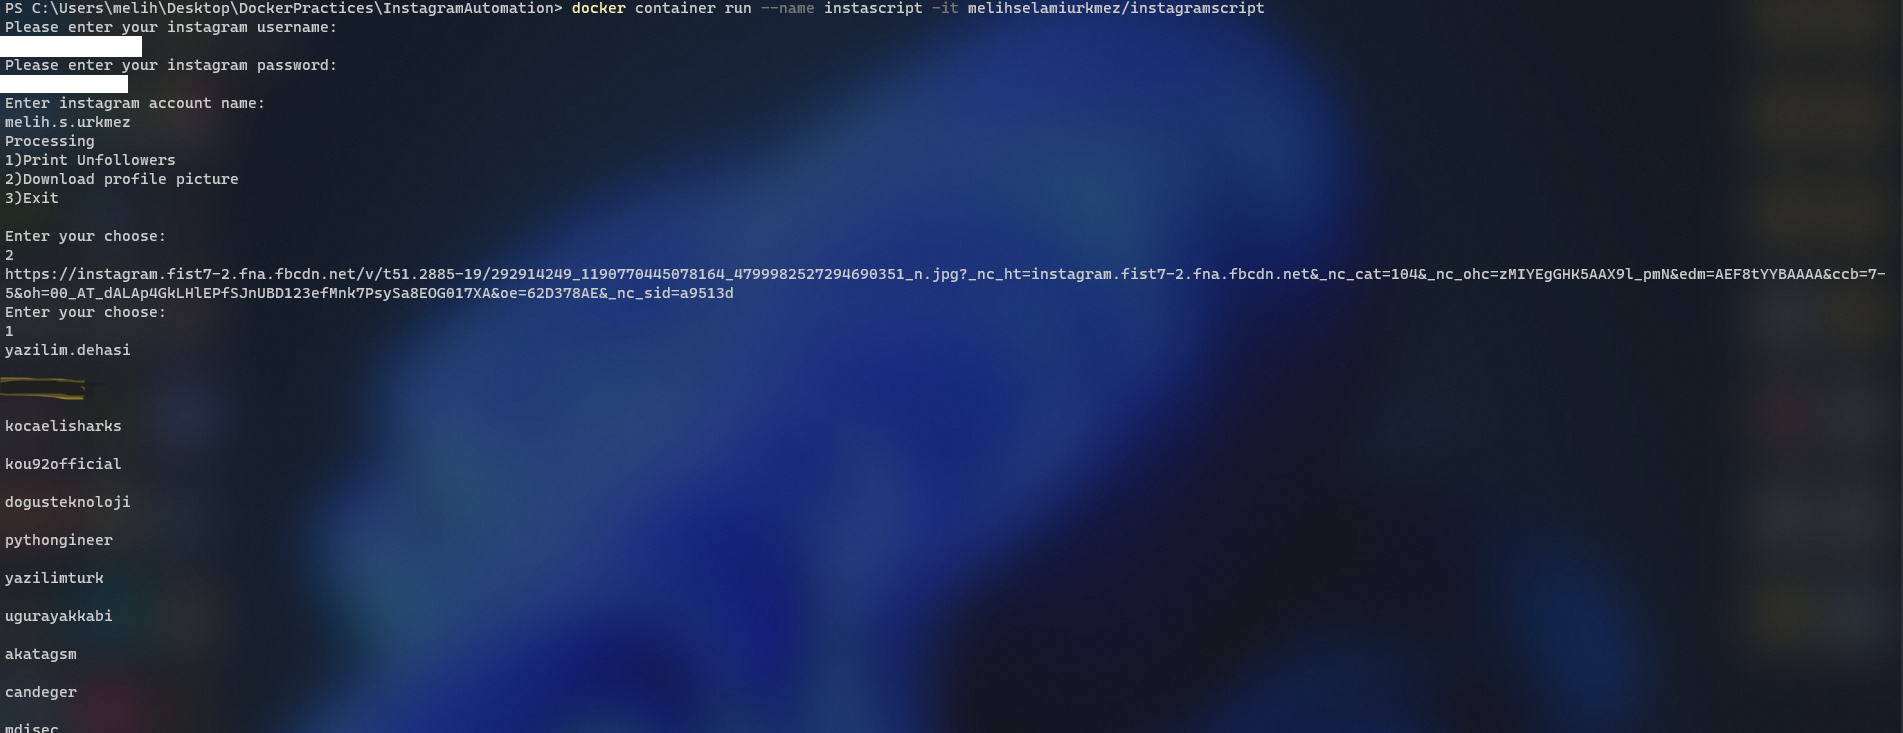 PS C:\Users\melih\Desktop\DockerPractices\InstagramAutomation> docker container run --name instascript -it melihselamiurkmez/instagramscript
Please enter your instagram username:
Please enter your instagram password:
Enter instagram account name:
melih.s.urkmez
Processing
1)Print Unfollowers
2)Download profile picture
3)Exit
Enter your choose:
2
https://instagram.fist7-2.fna.fbcdn.net/v/t51.2885-19/292914249_1190770445078164_4799982527294690351_n.jpg?_nc_ht=instagram.fist7-2.fna.fbcdn.net&_nc_cat=104&_nc_ohc=zMIYEgGHK5AAX9l_pmN&edm=AEF8tYYBAAAA&ccb=7-
5&oh=00_AT_dALAp4GkLHlEPfSJnUBD123efMnk7PsySa8EOG017XA&oe=62D378AE&_nc_sid=a9513d
Enter your choose:
1
yazilim.dehasi
kocaelisharks
kou92official
dogusteknoloji
pythongineer
yazilimturk
ugurayakkabi
akatagsm
candeger
mdisec